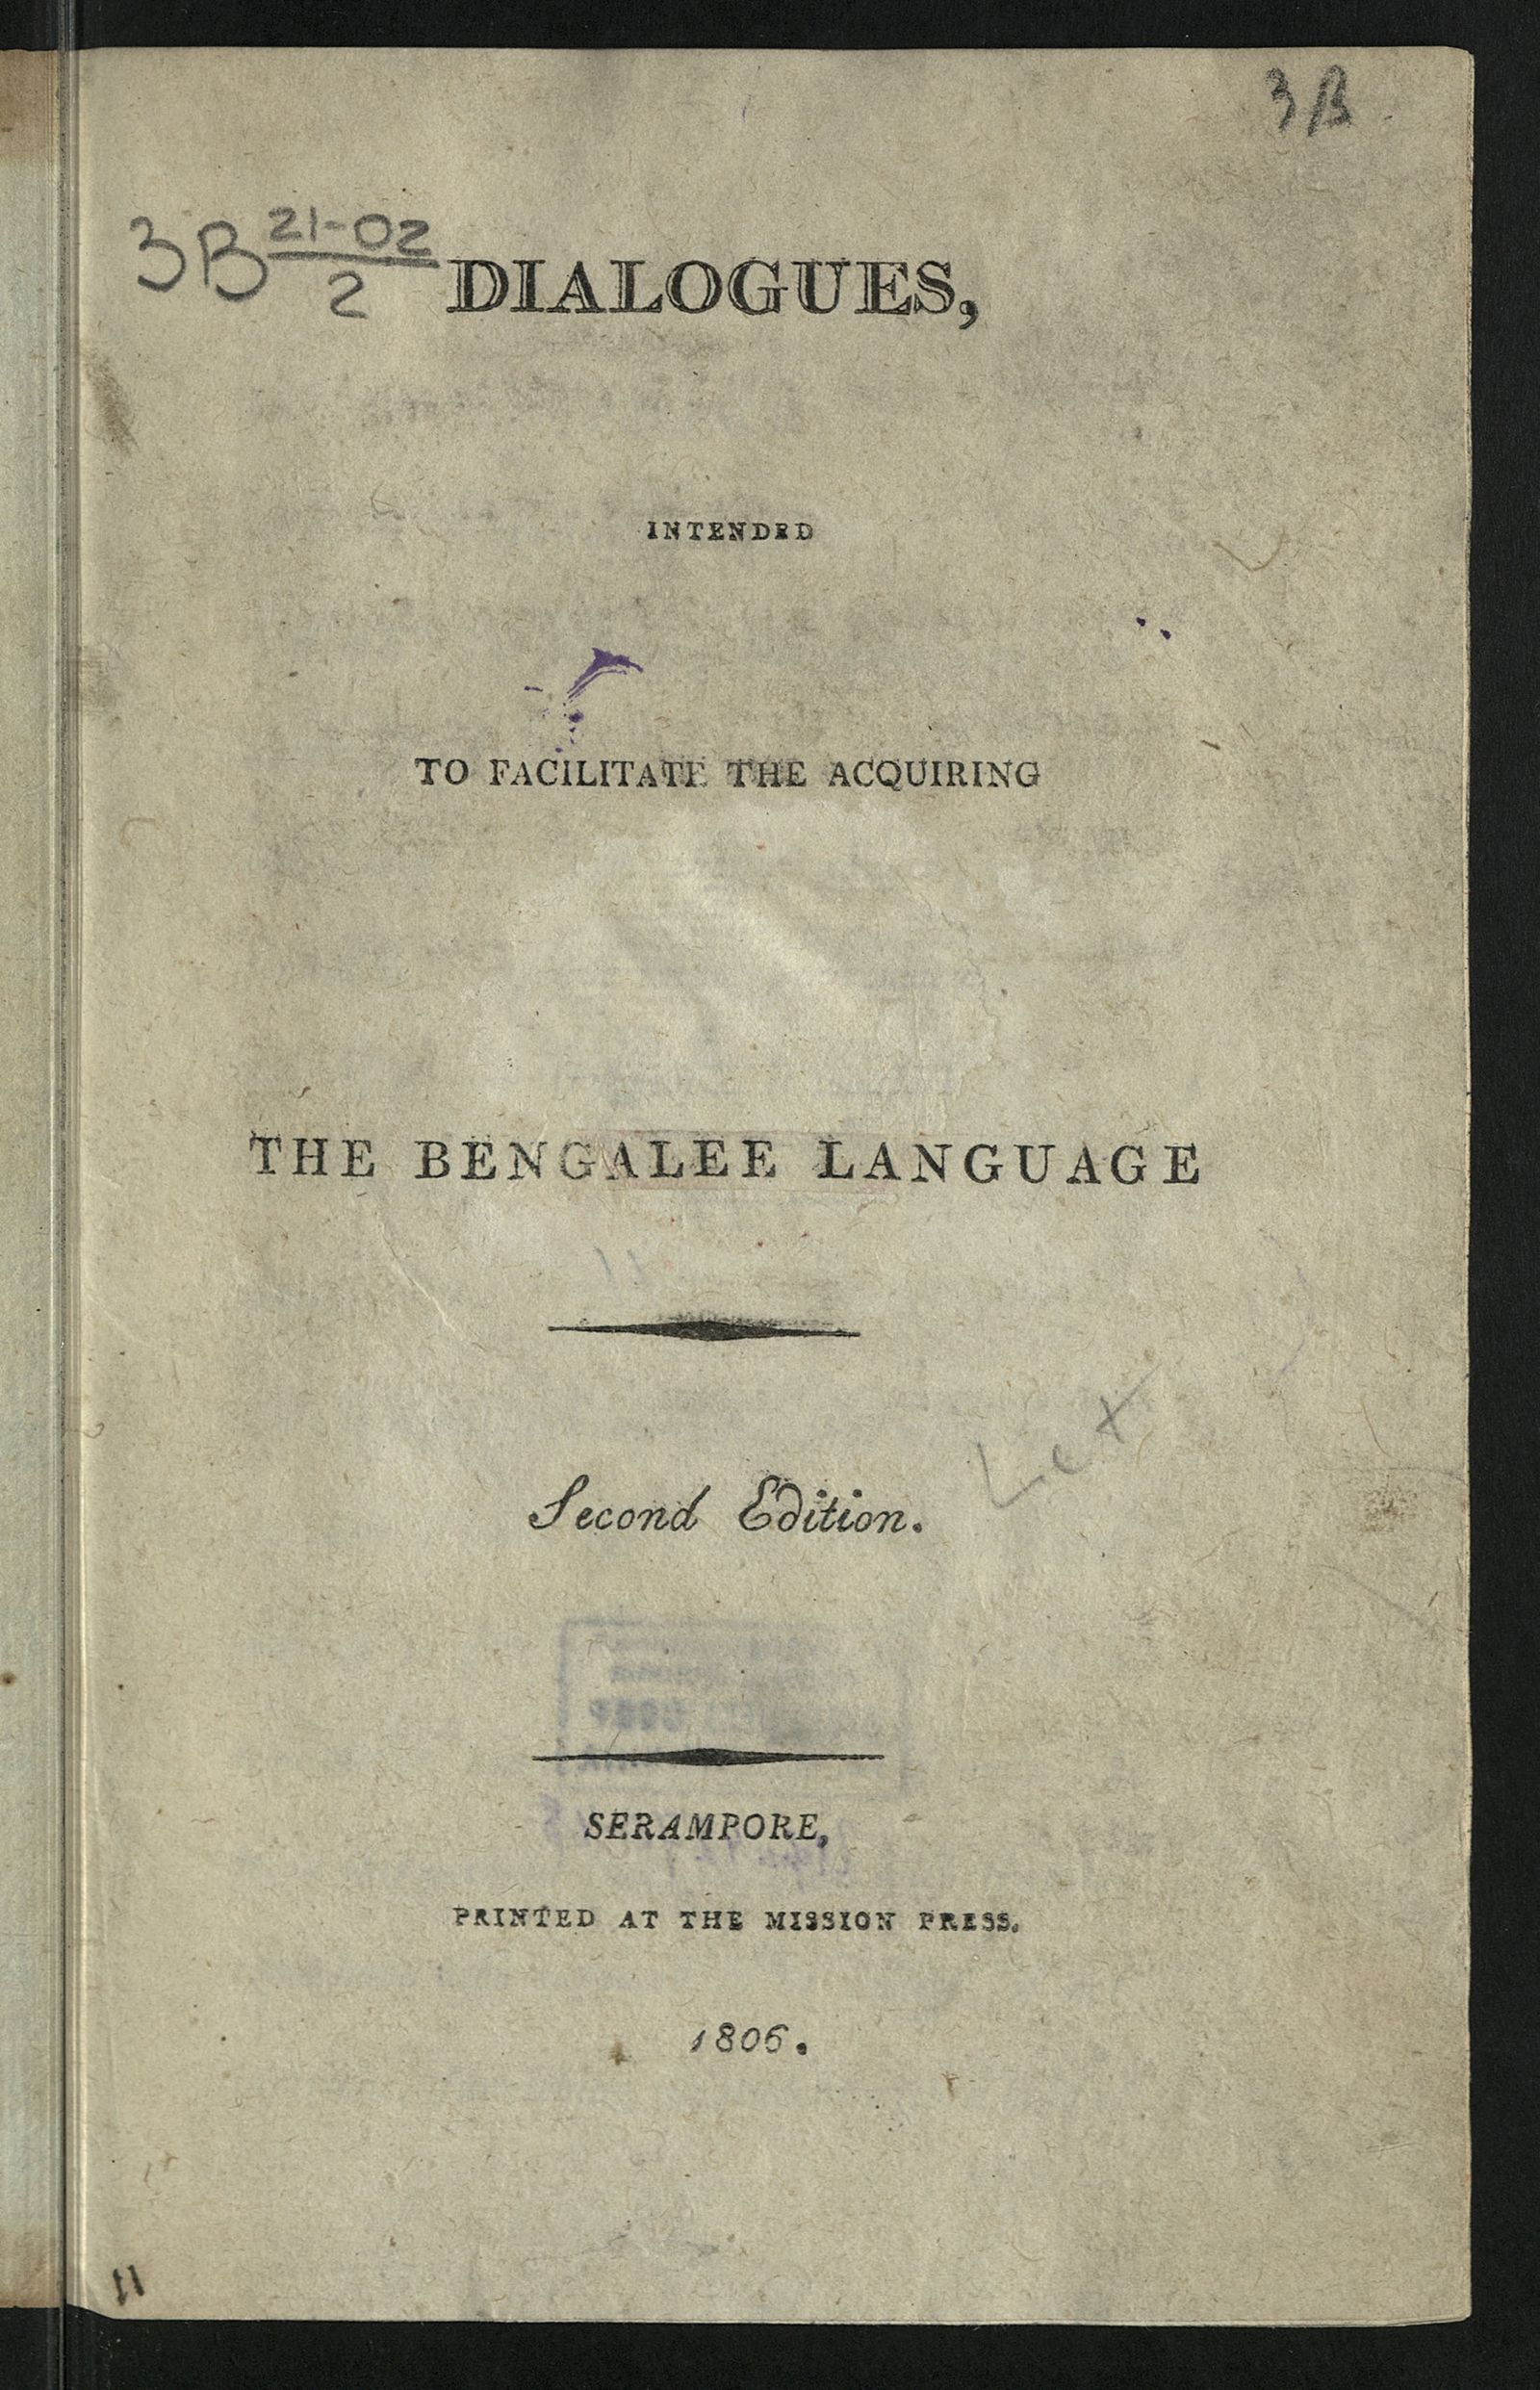 3B
3B 21-02
2
DIALOGUES,
INTENDED
TO FACILITATE THE ACQUIRING
THE BENGALEE LANGUAGE
Second Edition.
SERAMPORE,
PRINTED AT THE MISSION PRESS.
1806.